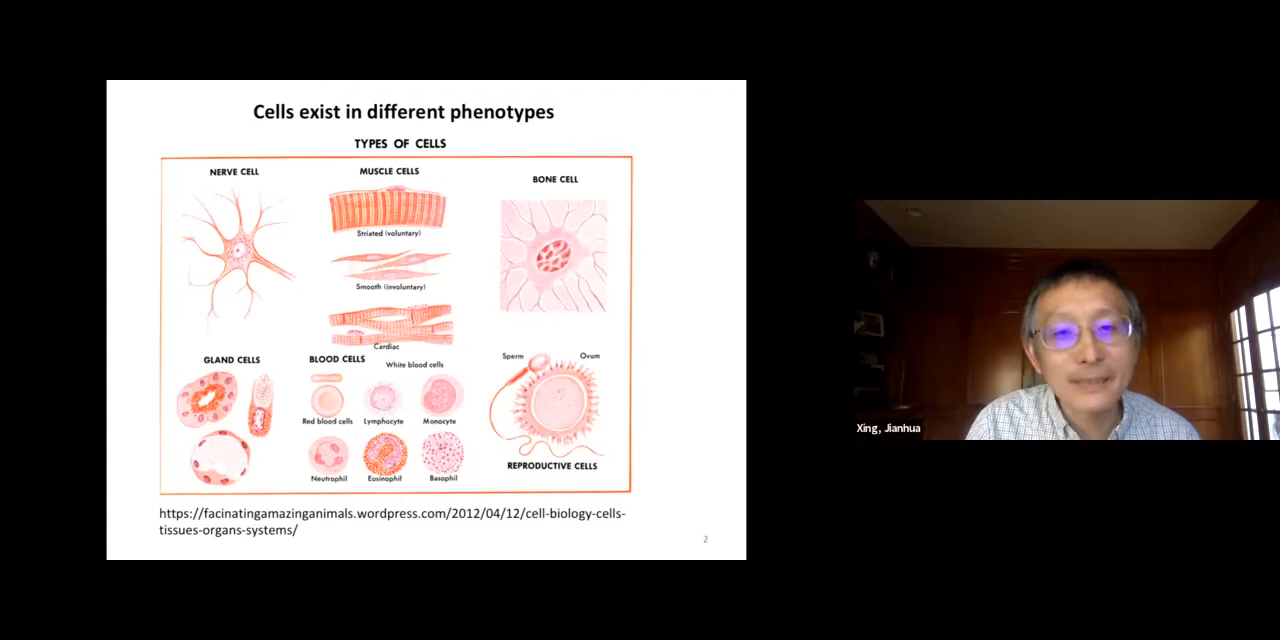 Cells exist in different phenotypes
TYPES OF CELLS
NERVE CELL
MUSCLE CELLS
BONE CELL
Striated (voluntary)
Smooth (involuntary)
Cardiac
GLAND CELLS
BLOOD CELLS
White blood cells
Sperm
Ovum
Red blood cells
Lymphocyte
Monocyte
Neutrophil
Eosinophil
Basophil
REPRODUCTIVE CELLS
https://facinatingamazinganimals.wordpress.com/2012/04/12/cell-biology-cells-
tissues-organs-systems/
2
Xing, Jianhua